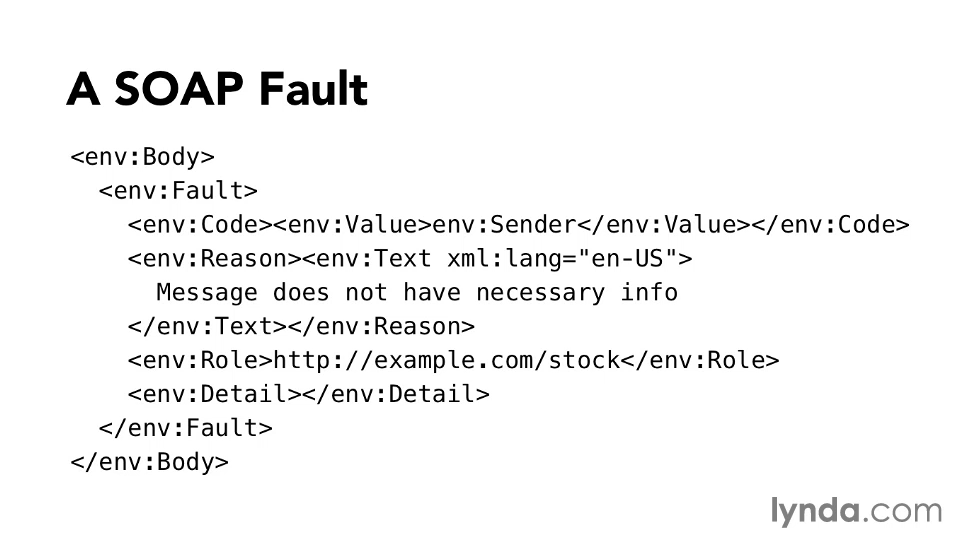 A SOAP Fault
<env:Body>
  <env:Fault>
    <env:Code><env:Value>env:Sender</env:Value></env:Code>
    <env:Reason><env:Text xml:lang="en-US">
      Message does not have necessary info
    </env:Text></env:Reason>
    <env:Role>http://example.com/stock</env:Role>
    <env:Detail></env:Detail>
  </env:Fault>
</env:Body>
lynda.com